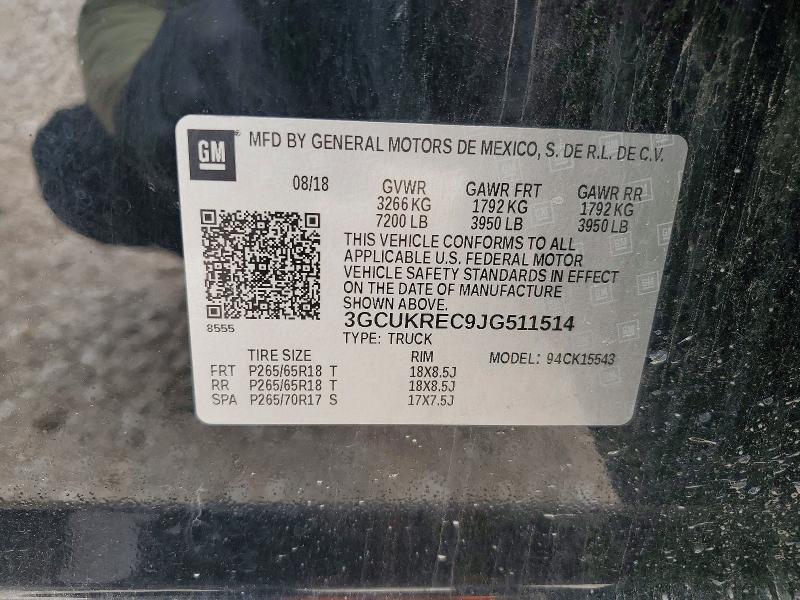 GM
MFD BY GENERAL MOTORS DE MEXICO, S. DE R.L. DE C.V.
08/18 GVWR GAWR FRT GAWR RR
3266 KG 1792 KG 1792 KG
7200 LB 3950 LB 3950 LB
THIS VEHICLE CONFORMS TO ALL
APPLICABLE U.S. FEDERAL MOTOR
VEHICLE SAFETY STANDARDS IN EFFECT
ON THE DATE OF MANUFACTURE
SHOWN ABOVE.
8555
3GCUKREC9JG511514
TYPE: TRUCK
TIRE SIZE RIM MODEL: 94CK15543
FRT P265/65R18 T 18X8.5J
RR P265/65R18 T 18X8.5J
SPA P265/70R17 S 17X7.5J